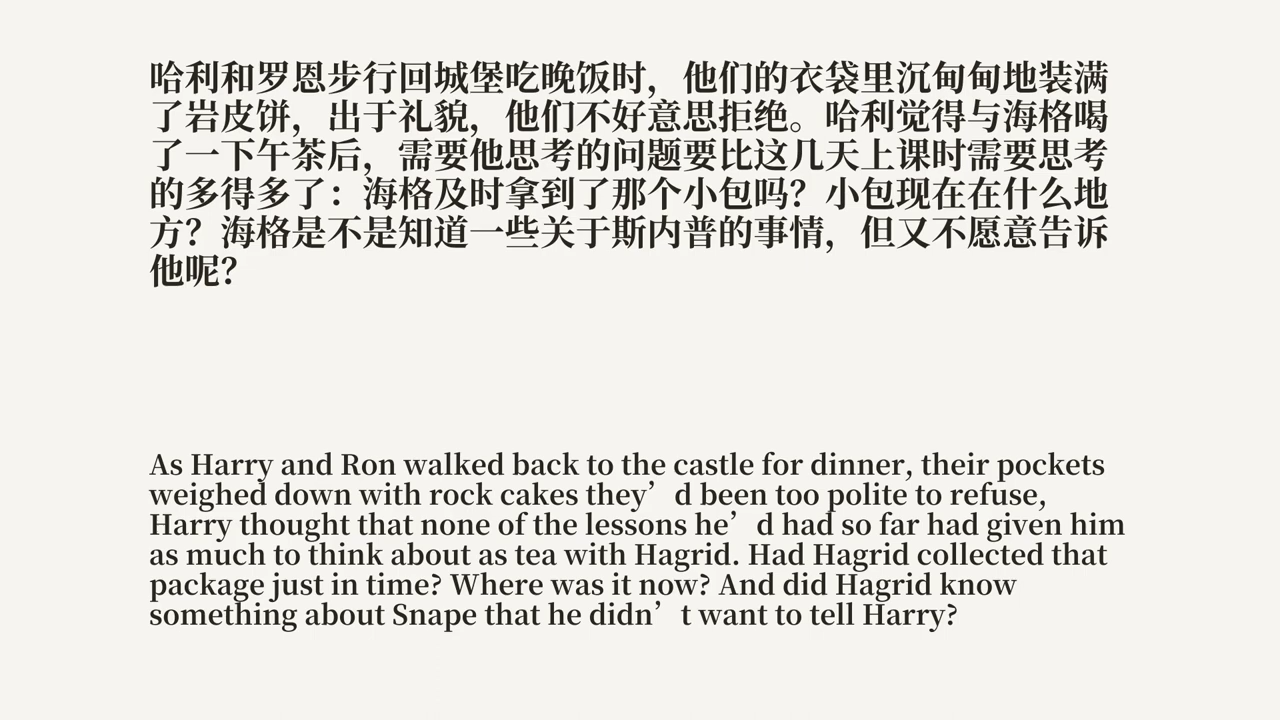 哈利和罗恩步行回城堡吃晚饭时，他们的衣袋里沉甸甸地装满
了岩皮饼，出于礼貌，他们不好意思拒绝。哈利觉得与海格喝
了一下午茶后，需要他思考的问题要比这几天上课时需要思考
的多得多了：海格及时拿到了那个小包吗？小包现在在什么地
方？海格是不是知道一些关于斯内普的事情，但又不愿意告诉
他呢？
As Harry and Ron walked back to the castle for dinner, their pockets
weighed down with rock cakes they’d been too polite to refuse,
Harry thought that none of the lessons he’d had so far had given him
as much to think about as tea with Hagrid. Had Hagrid collected that
package just in time? Where was it now? And did Hagrid know
something about Snape that he didn’t want to tell Harry?